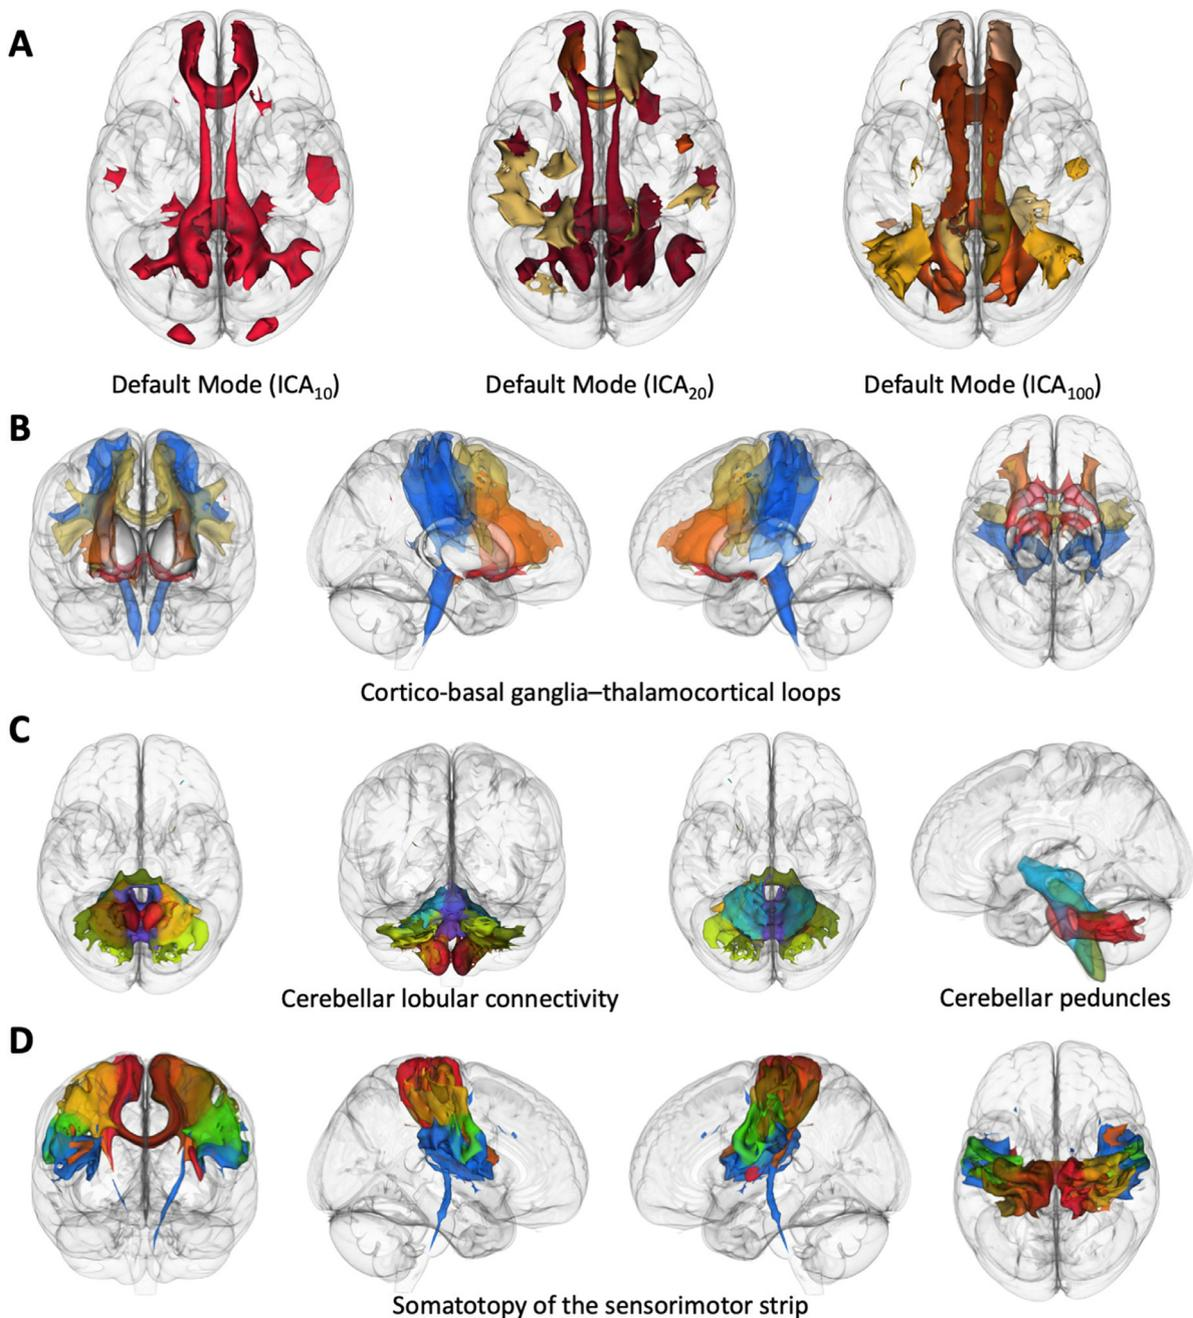 A
Default Mode (ICA₁₀) Default Mode (ICA₂₀) Default Mode (ICA₁₀₀)
B
Cortico-basal ganglia–thalamocortical loops
C
Cerebellar lobular connectivity Cerebellar peduncles
D
Somatotopy of the sensorimotor strip